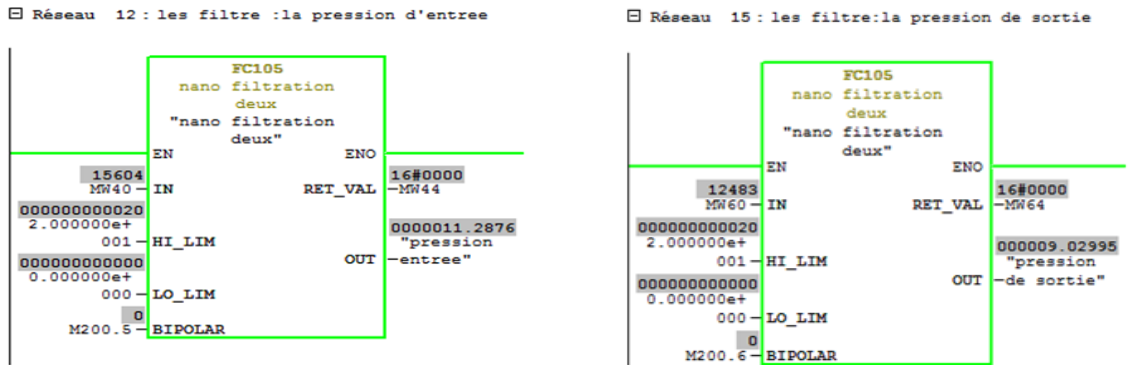 Réseau 12 : les filtre :la pression d'entree
FC105
nano filtration
deux
"nano filtration
deux"
EN ENO
15604 16#0000
MW40 IN RET_VAL MW44
000000000020
2.000000e+ 0000011.2876
001 HI_LIM "pression
000000000000 OUT entree"
0.000000e+
000 LO_LIM
0
M200.5 BIPOLAR
Réseau 15 : les filtre:la pression de sortie
FC105
nano filtration
deux
"nano filtration
deux"
EN ENO
12483 16#0000
MW60 IN RET_VAL MW64
000000000020
2.000000e+ 000009.02995
001 HI_LIM "pression
000000000000 OUT de sortie"
0.000000e+
000 LO_LIM
0
M200.6 BIPOLAR